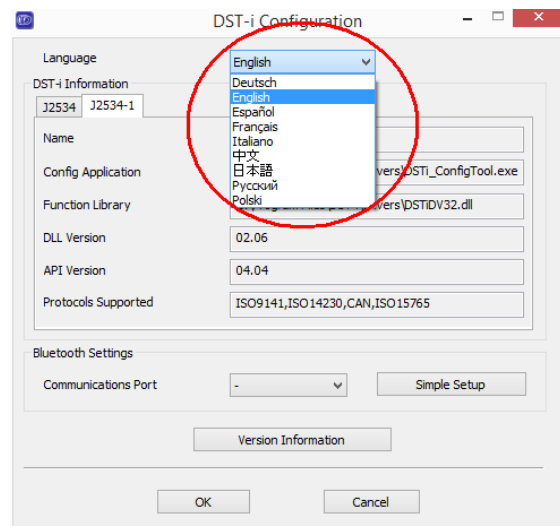 DST-i Configuration
Language
English
Deutsch
English
Español
Français
Italiano
中文
日本語
Русский
Polski
DST-i Information
J2534 J2534-1
Name
Config Application
vers\DSTi_ConfigTool.exe
Function Library
vers\DSTiDV32.dll
DLL Version
02.06
API Version
04.04
Protocols Supported
ISO9141,ISO14230,CAN,ISO15765
Bluetooth Settings
Communications Port
-
Simple Setup
Version Information
OK
Cancel